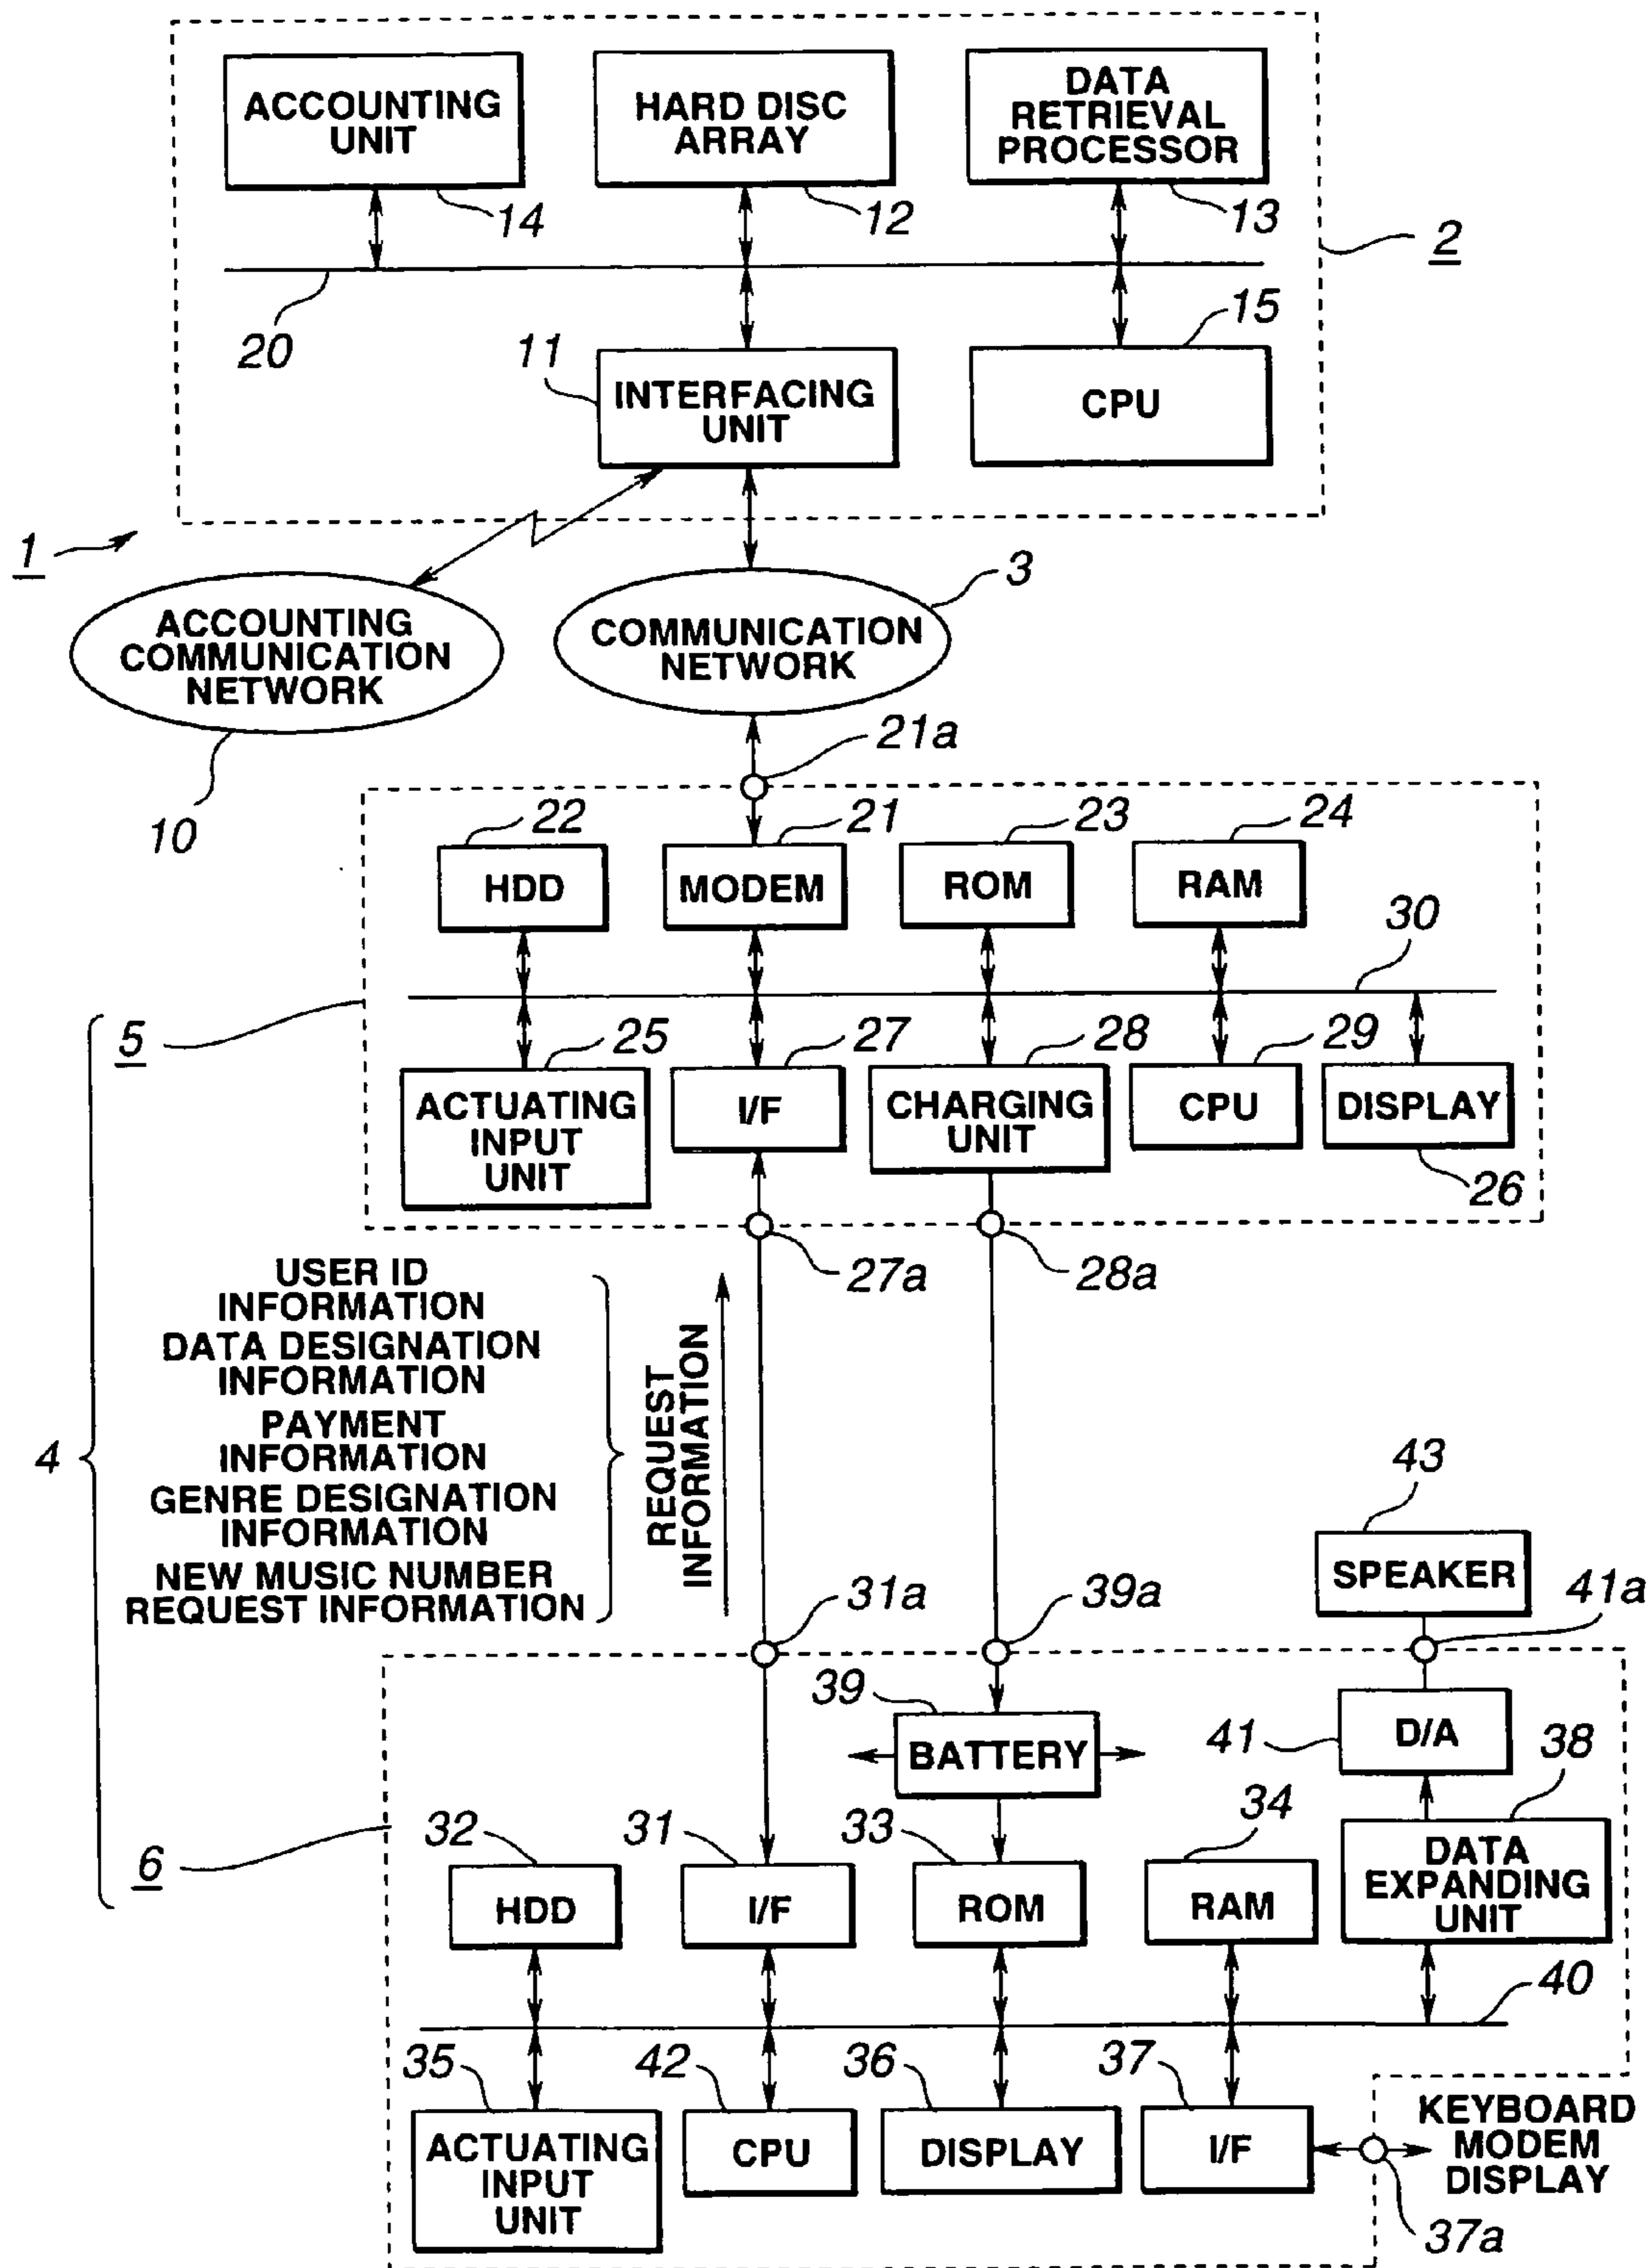 ACCOUNTING
UNIT
HARD DISC
ARRAY
DATA
RETRIEVAL
PROCESSOR
14
12
13
2
20
11
15
INTERFACING
UNIT
CPU
1
3
ACCOUNTING
COMMUNICATION
NETWORK
COMMUNICATION
NETWORK
10
21a
22
21
23
24
HDD
MODEM
ROM
RAM
30
5
25
27
28
29
ACTUATING
INPUT
UNIT
I/F
CHARGING
UNIT
CPU
DISPLAY
26
27a
28a
USER ID
INFORMATION
DATA DESIGNATION
INFORMATION
PAYMENT
INFORMATION
GENRE DESIGNATION
INFORMATION
NEW MUSIC NUMBER
REQUEST INFORMATION
REQUEST
INFORMATION
4
43
SPEAKER
31a
39a
41a
39
BATTERY
41
D/A
38
6
32
31
33
34
HDD
I/F
ROM
RAM
DATA
EXPANDING
UNIT
40
35
42
36
37
ACTUATING
INPUT
UNIT
CPU
DISPLAY
I/F
KEYBOARD
MODEM
DISPLAY
37a